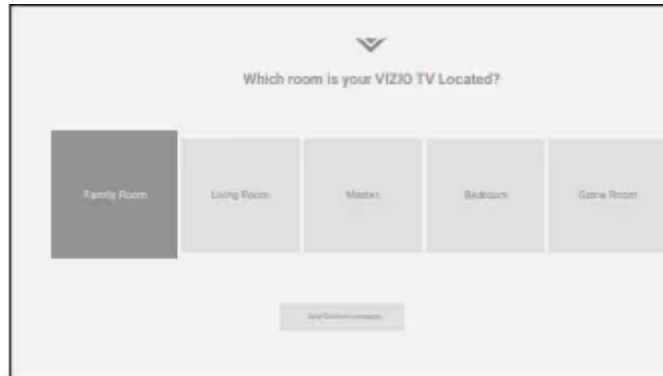 Which room is your VIZIO TV Located?
Family Room
Living Room
Master
Bedroom
Game Room